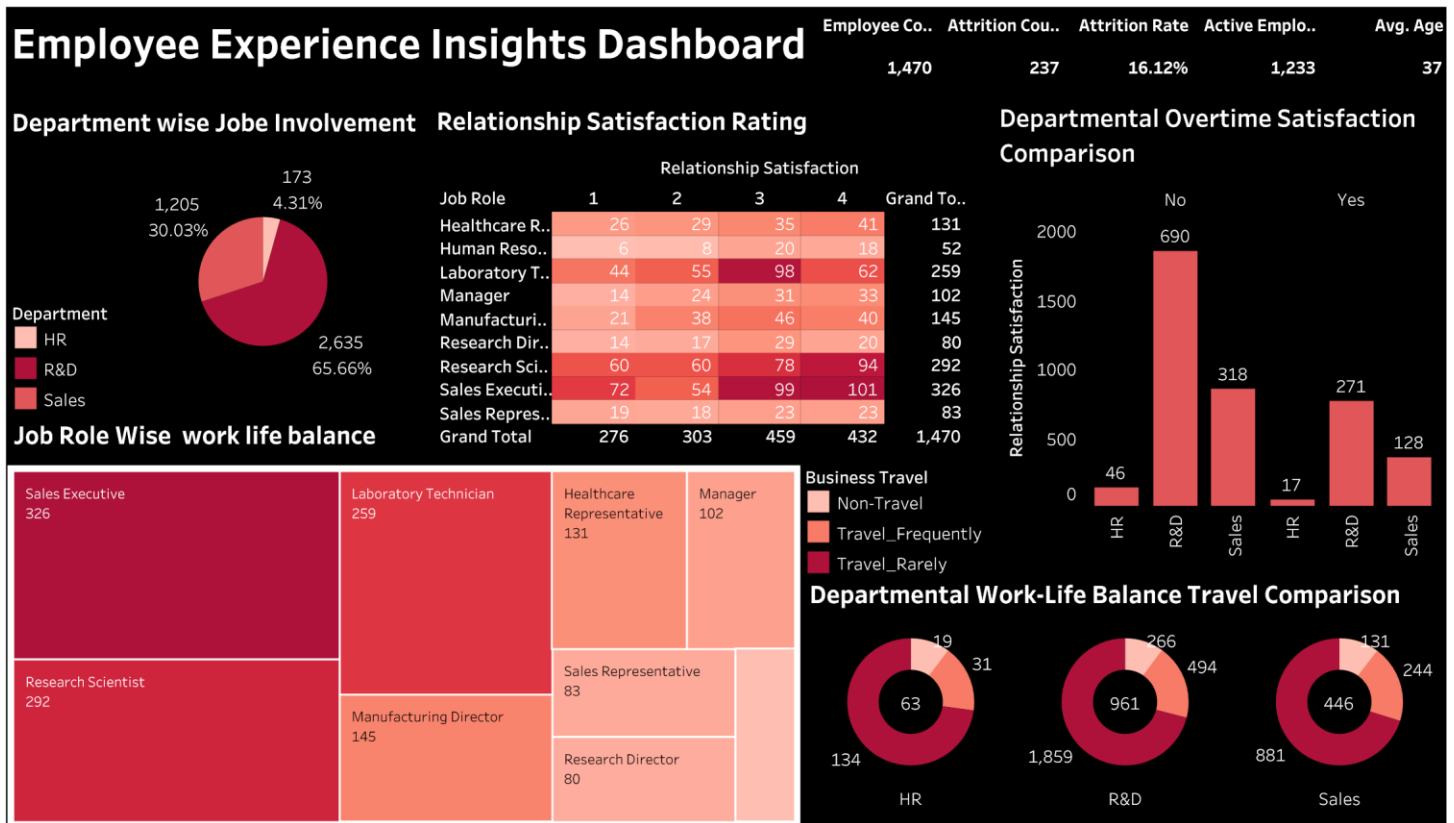 Employee Experience Insights Dashboard
Employee Co.. Attrition Cou.. Attrition Rate Active Emplo.. Avg. Age
1,470 237 16.12% 1,233 37
Department wise Jobe Involvement
173
4.31%
1,205
30.03%
2,635
65.66%
Department
HR
R&D
Sales
Relationship Satisfaction Rating
Relationship Satisfaction
Job Role 1 2 3 4 Grand To..
Healthcare R.. 26 29 35 41 131
Human Reso.. 6 8 20 18 52
Laboratory T.. 44 55 98 62 259
Manager 14 24 31 33 102
Manufacturi.. 21 38 46 40 145
Research Dir.. 14 17 29 20 80
Research Sci.. 60 60 78 94 292
Sales Executi.. 72 54 99 101 326
Sales Repres.. 19 18 23 23 83
Grand Total 276 303 459 432 1,470
Departmental Overtime Satisfaction
Comparison
No Yes
Relationship Satisfaction
2000
1500
1000
500
0
46 690 318 17 271 128
HR R&D Sales HR R&D Sales
Job Role Wise  work life balance
Sales Executive
326
Research Scientist
292
Laboratory Technician
259
Manufacturing Director
145
Healthcare
Representative
131
Manager
102
Sales Representative
83
Research Director
80
Business Travel
Non-Travel
Travel_Frequently
Travel_Rarely
Departmental Work-Life Balance Travel Comparison
19
31
63
134
HR
266
494
961
1,859
R&D
131
244
446
881
Sales